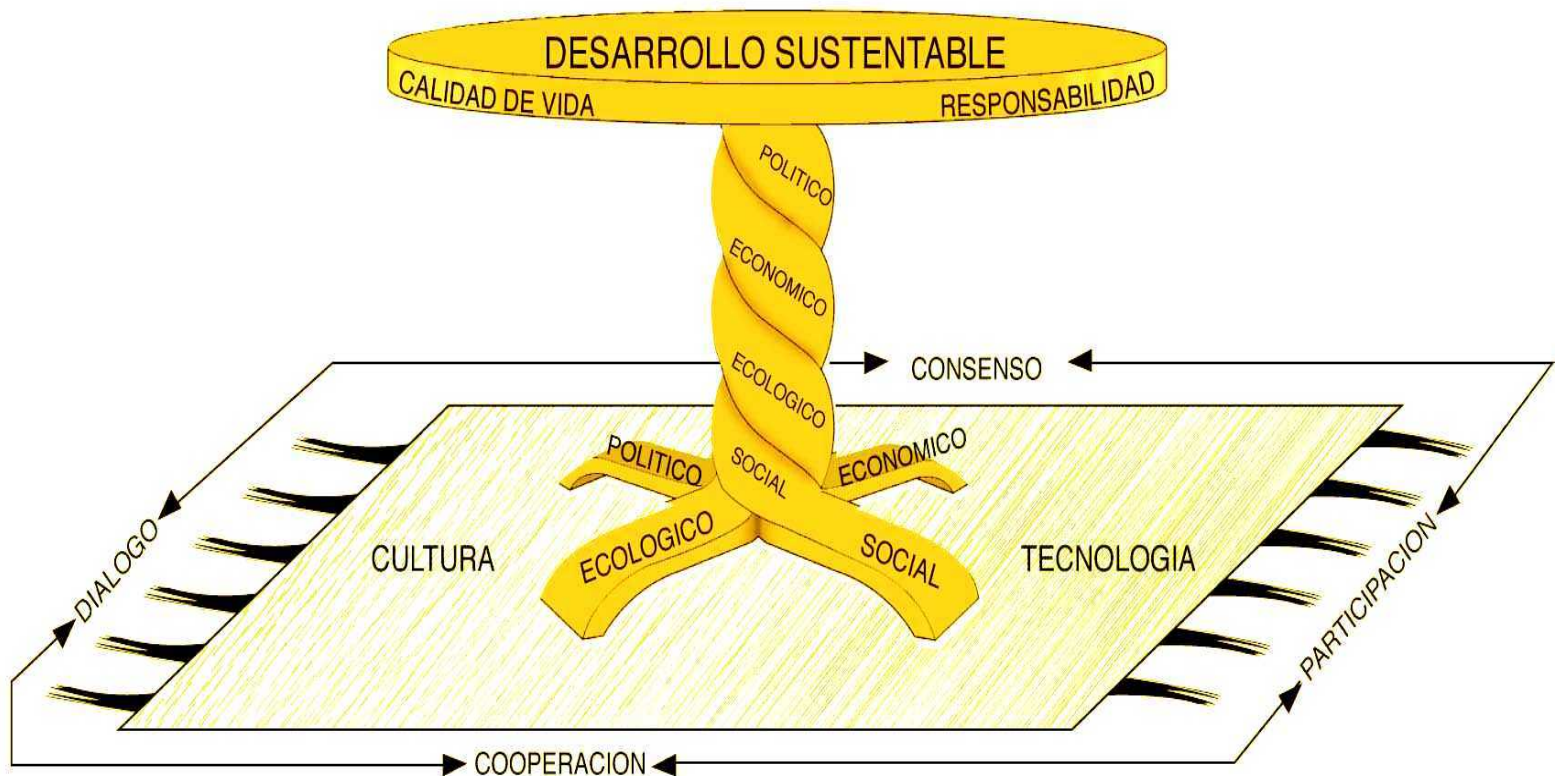 DESARROLLO SUSTENTABLE
CALIDAD DE VIDA
RESPONSABILIDAD
POLITICO
ECONOMICO
ECOLOGICO
SOCIAL
CONSENSO
POLITICO
ECONOMICO
ECOLOGICO
SOCIAL
CULTURA
TECNOLOGIA
DIALOGO
PARTICIPACION
COOPERACION